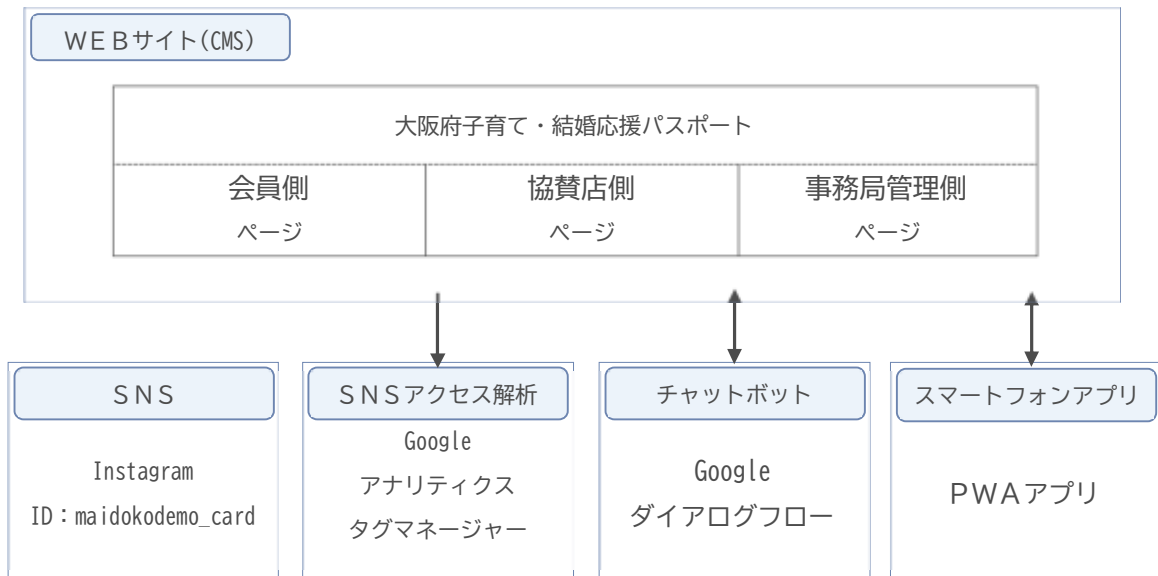 ＷＥＢサイト(CMS)
大阪府子育て・結婚応援パスポート
会員側
ページ
協賛店側
ページ
事務局管理側
ページ
ＳＮＳ
Instagram
ID：maidokodemo_card
ＳＮＳアクセス解析
Google
アナリティクス
タグマネージャー
チャットボット
Google
ダイアログフロー
スマートフォンアプリ
ＰＷＡアプリ